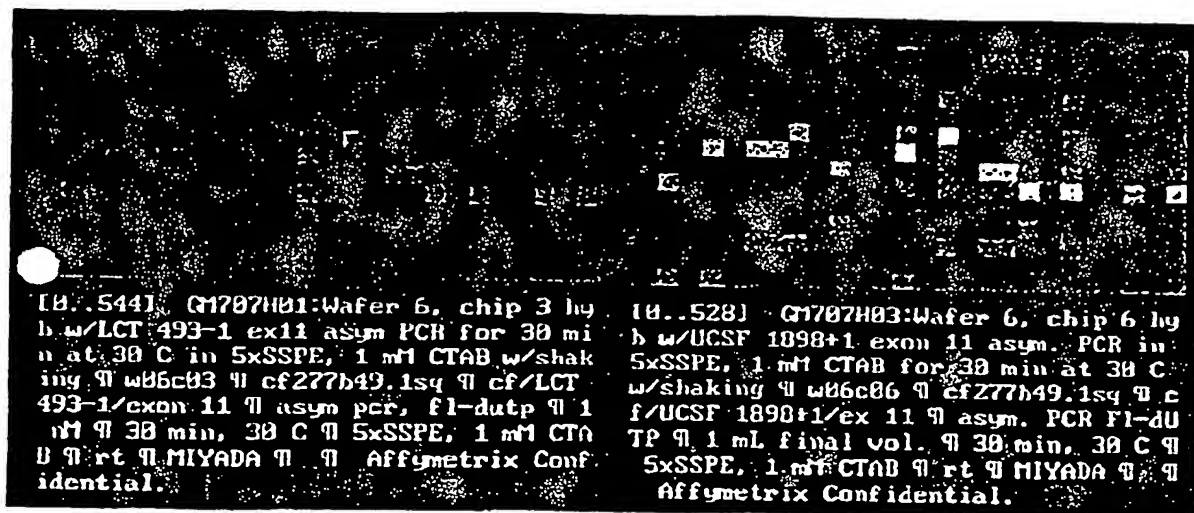 [0..544] GM707H01:Wafer 6, chip 3 hy
b w/LCT 493-1 ex11 asym PCR for 30 mi
n at 30 C in 5xSSPE, 1 mM CTAB w/shak
ing ¶ w06c03 ¶ cf277b49.1sq ¶ cf/LCT
493-1/exon 11 ¶ asym pcr, fl-dutp ¶ 1
nM ¶ 30 min, 30 C ¶ 5xSSPE, 1 mM CTA
B ¶ rt ¶ MIYADA ¶ ¶ Affymetrix Conf
idential.
[0..528] GM707H03:Wafer 6, chip 6 hy
b w/UCSF 1898+1 exon 11 asym. PCR in
5xSSPE, 1 mM CTAB for 30 min at 30 C
w/shaking ¶ w06c06 ¶ cf277b49.1sq ¶ c
f/UCSF 1898+1/ex 11 ¶ asym. PCR Fl-dU
TP ¶ 1 mL final vol. ¶ 30 min, 30 C ¶
5xSSPE, 1 mM CTAB ¶ rt ¶ MIYADA ¶ ¶
Affymetrix Confidential.